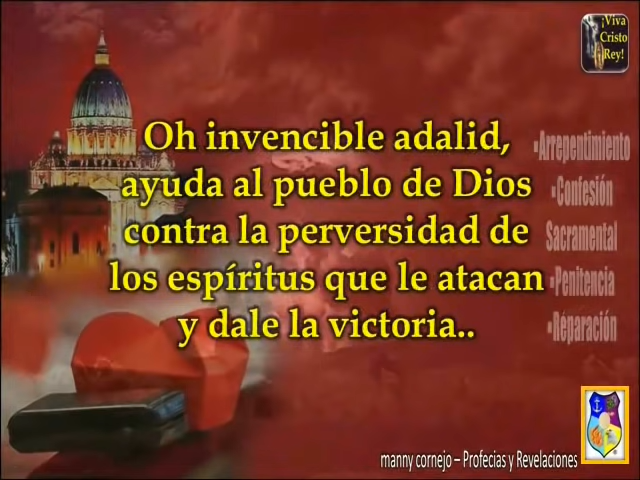 ¡Viva
Cristo
Rey!
Oh invencible adalid,
ayuda al pueblo de Dios
contra la perversidad de
los espíritus que le atacan
y dale la victoria..
▪Arrepentimiento
▪Confesión
Sacramental
▪Penitencia
▪Reparación
manny cornejo – Profecias y Revelaciones